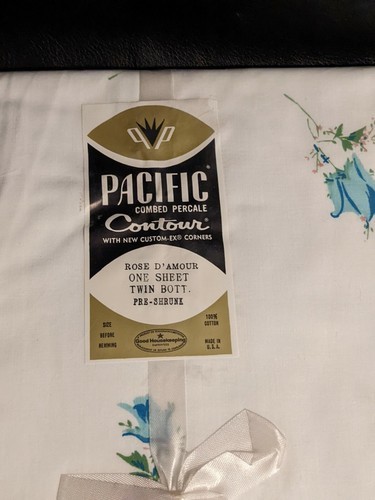 PACIFIC
COMBED PERCALE
Contour®
WITH NEW CUSTOM-EX® CORNERS
ROSE D'AMOUR
ONE SHEET
TWIN BOTT.
PRE-SHRUNK
SIZE
BEFORE
HEMMING
Good Housekeeping
100%
COTTON
MADE IN
U.S.A.